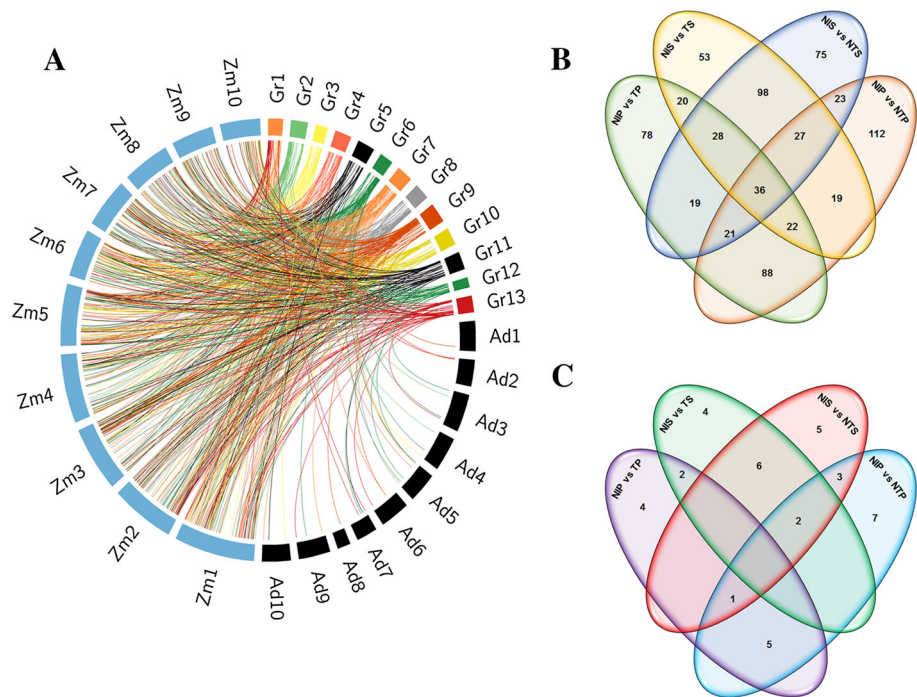 A
Zm10
Zm9
Zm8
Zm7
Zm6
Zm5
Zm4
Zm3
Zm2
Zm1
Gr1
Gr2
Gr3
Gr4
Gr5
Gr6
Gr7
Gr8
Gr9
Gr10
Gr11
Gr12
Gr13
Ad1
Ad2
Ad3
Ad4
Ad5
Ad6
Ad7
Ad8
Ad9
Ad10
B
NIP vs TP
NIS vs TS
NIS vs NTS
NIP vs NTP
53
75
20
98
23
78
28
27
112
36
19
19
21
22
88
C
NIP vs TP
NIS vs TS
NIS vs NTS
NIP vs NTP
4
5
2
6
3
4
2
7
1
5